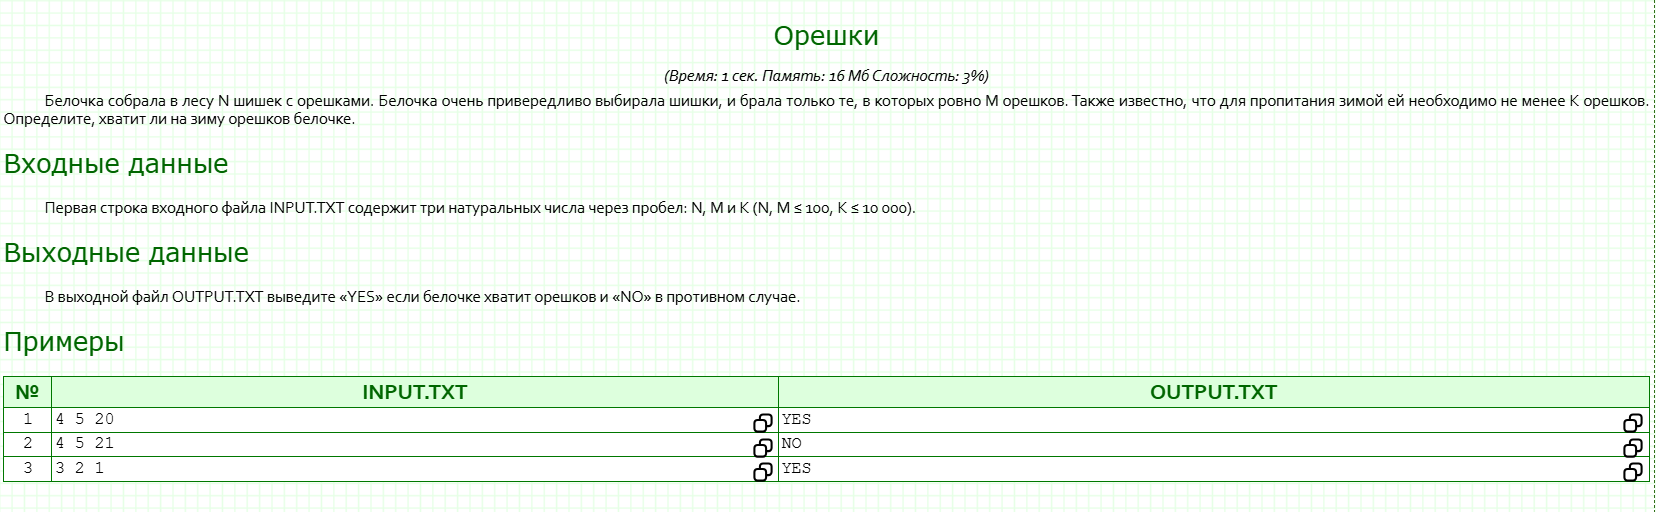 Орешки
(Время: 1 сек. Память: 16 Мб Сложность: 3%)
Белочка собрала в лесу N шишек с орешками. Белочка очень привередливо выбирала шишки, и брала только те, в которых ровно M орешков. Также известно, что для пропитания зимой ей необходимо не менее K орешков.
Определите, хватит ли на зиму орешков белочке.
Входные данные
Первая строка входного файла INPUT.TXT содержит три натуральных числа через пробел: N, M и K (N, M ≤ 100, K ≤ 10 000).
Выходные данные
В выходной файл OUTPUT.TXT выведите «YES» если белочке хватит орешков и «NO» в противном случае.
Примеры
№ INPUT.TXT OUTPUT.TXT
1 4 5 20 YES
2 4 5 21 NO
3 3 2 1 YES